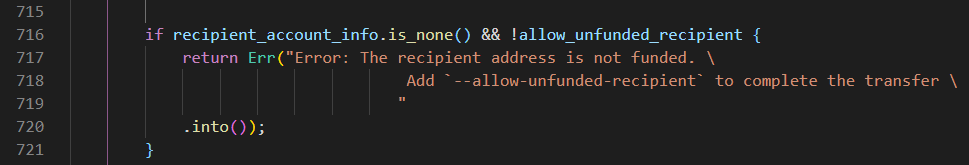 715
716 if recipient_account_info.is_none() && !allow_unfunded_recipient {
717 return Err("Error: The recipient address is not funded. \
718 Add `--allow-unfunded-recipient` to complete the transfer \
719 "
720 .into());
721 }